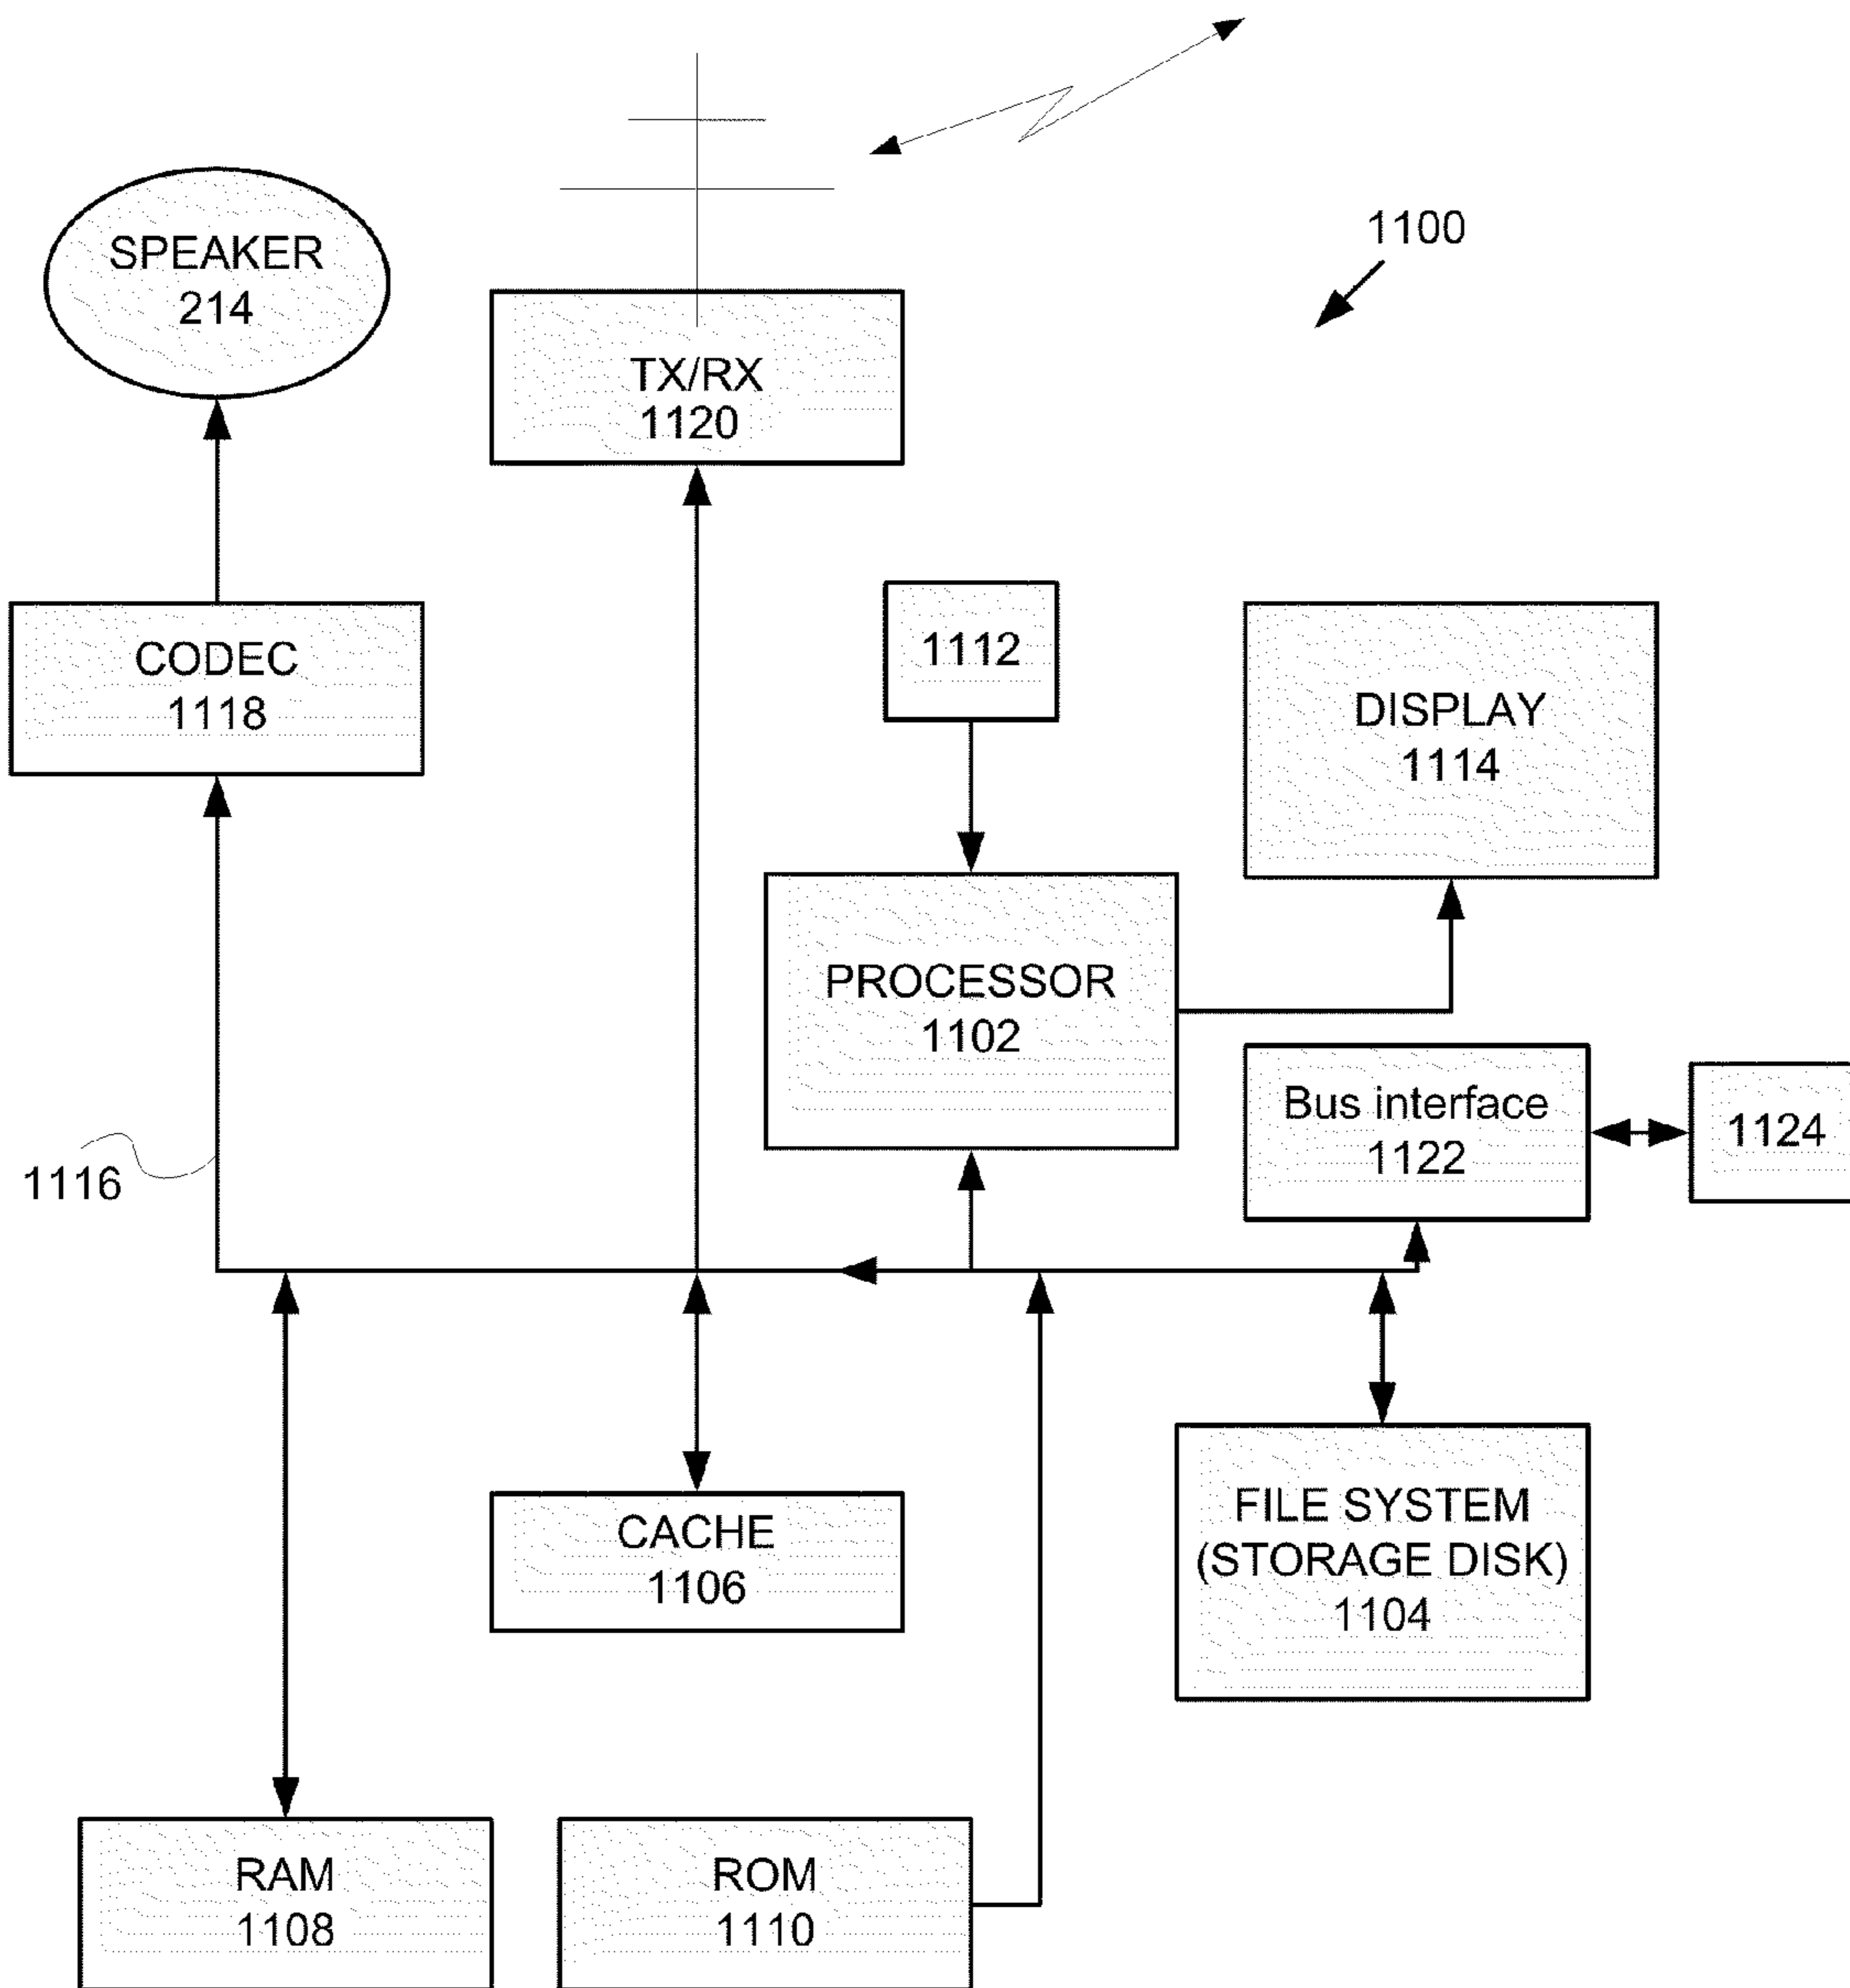 1100
SPEAKER
214
TX/RX
1120
CODEC
1118
1112
DISPLAY
1114
PROCESSOR
1102
Bus interface
1122
1124
1116
CACHE
1106
FILE SYSTEM
(STORAGE DISK)
1104
RAM
1108
ROM
1110